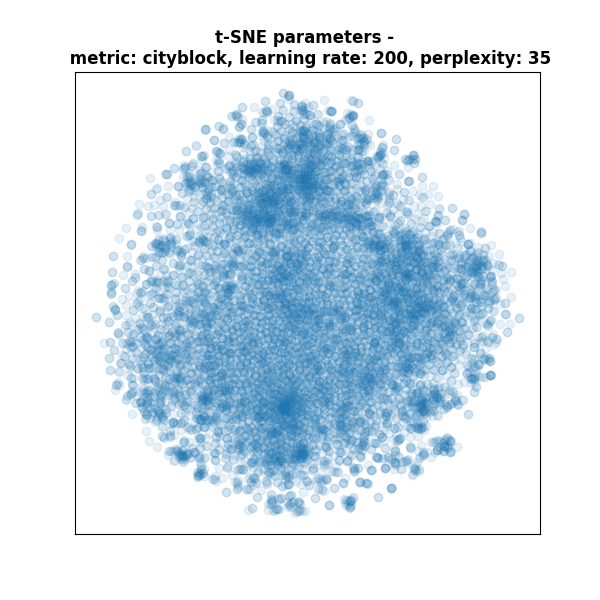 t-SNE parameters -
metric: cityblock, learning rate: 200, perplexity: 35